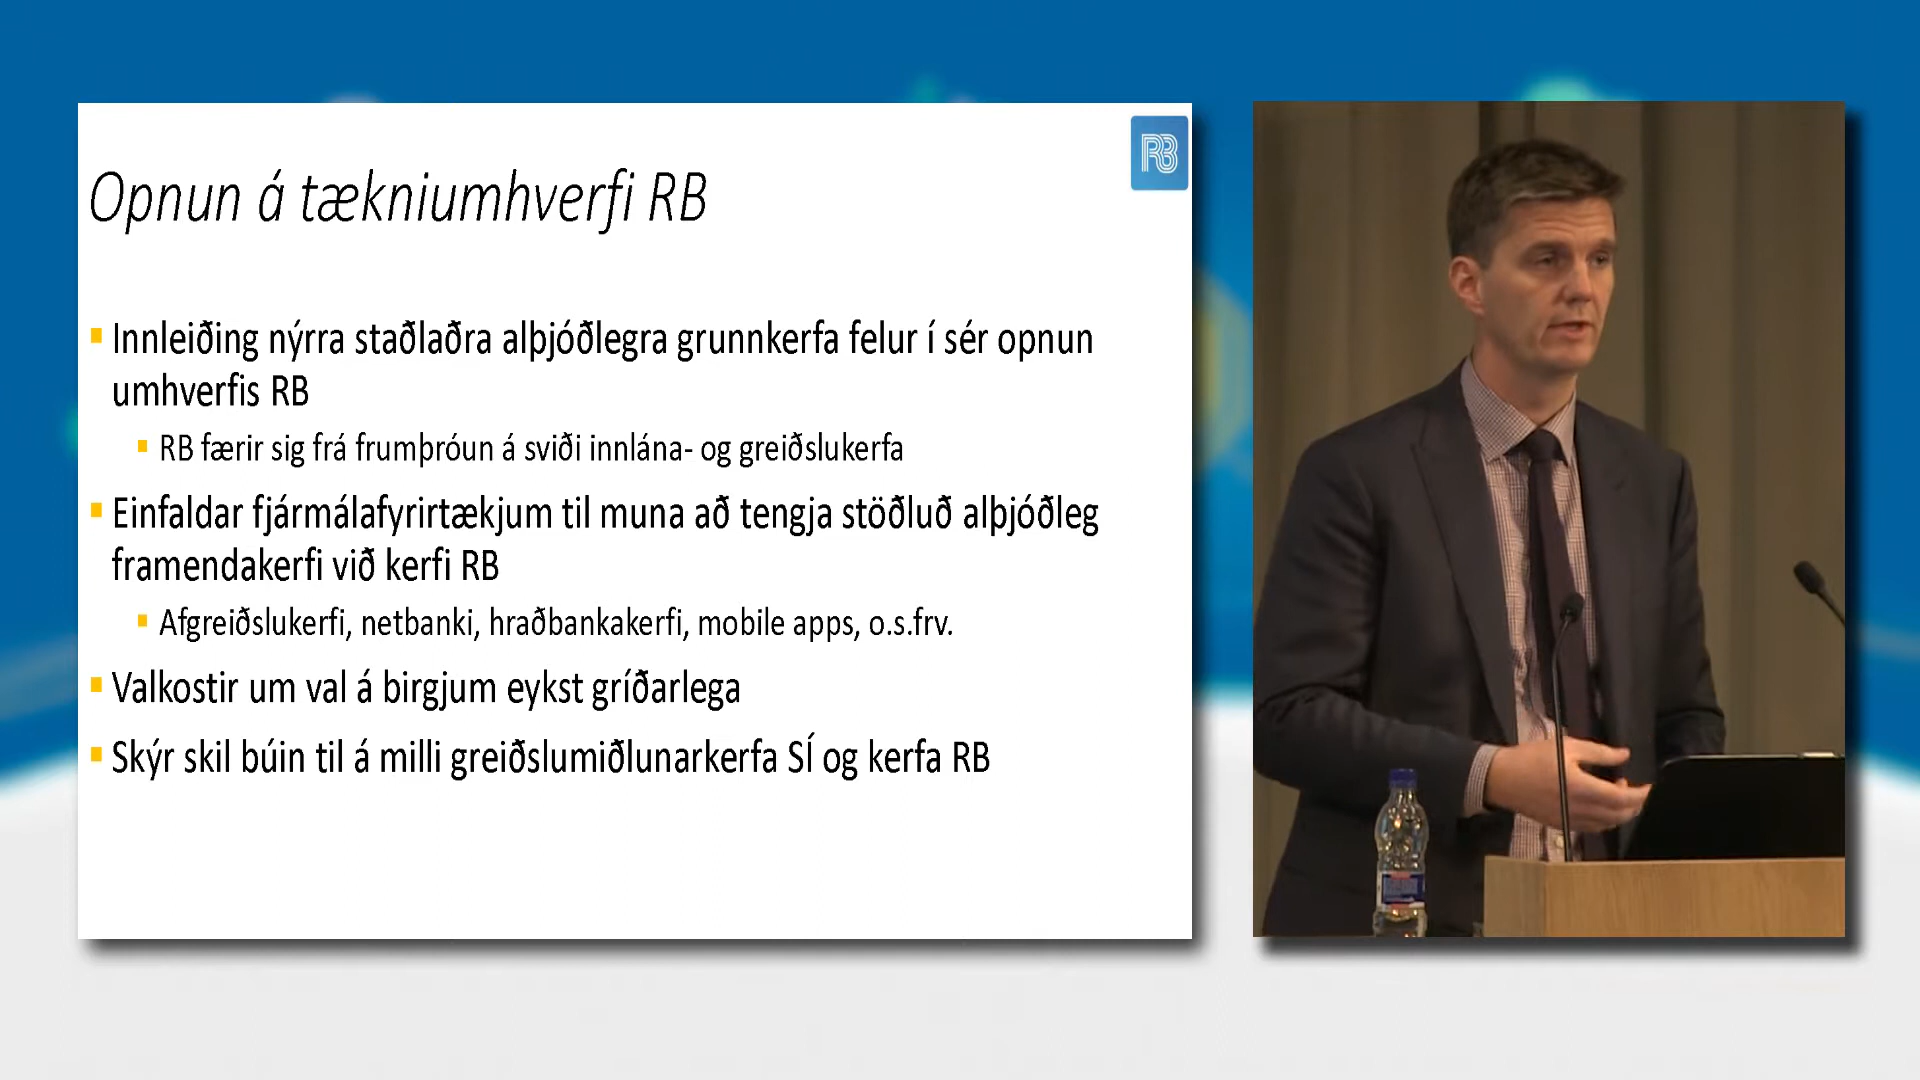 RB
Opnun á tækniumhverfi RB
Innleiðing nýrra staðlaðra alþjóðlegra grunnkerfa felur í sér opnun
umhverfis RB
RB færir sig frá frumþróun á sviði innlána- og greiðslukerfa
Einfaldar fjármálafyrirtækjum til muna að tengja stöðluð alþjóðleg
framendakerfi við kerfi RB
Afgreiðslukerfi, netbanki, hraðbankakerfi, mobile apps, o.s.frv.
Valkostir um val á birgjum eykst gríðarlega
Skýr skil búin til á milli greiðslumiðlunarkerfa SÍ og kerfa RB